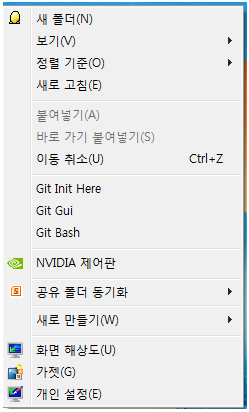 새 폴더(N)
보기(V)
정렬 기준(O)
새로 고침(E)
붙여넣기(A)
바로 가기 붙여넣기(S)
이동 취소(U) Ctrl+Z
Git Init Here
Git Gui
Git Bash
NVIDIA 제어판
공유 폴더 동기화
새로 만들기(W)
화면 해상도(U)
가젯(G)
개인 설정(E)